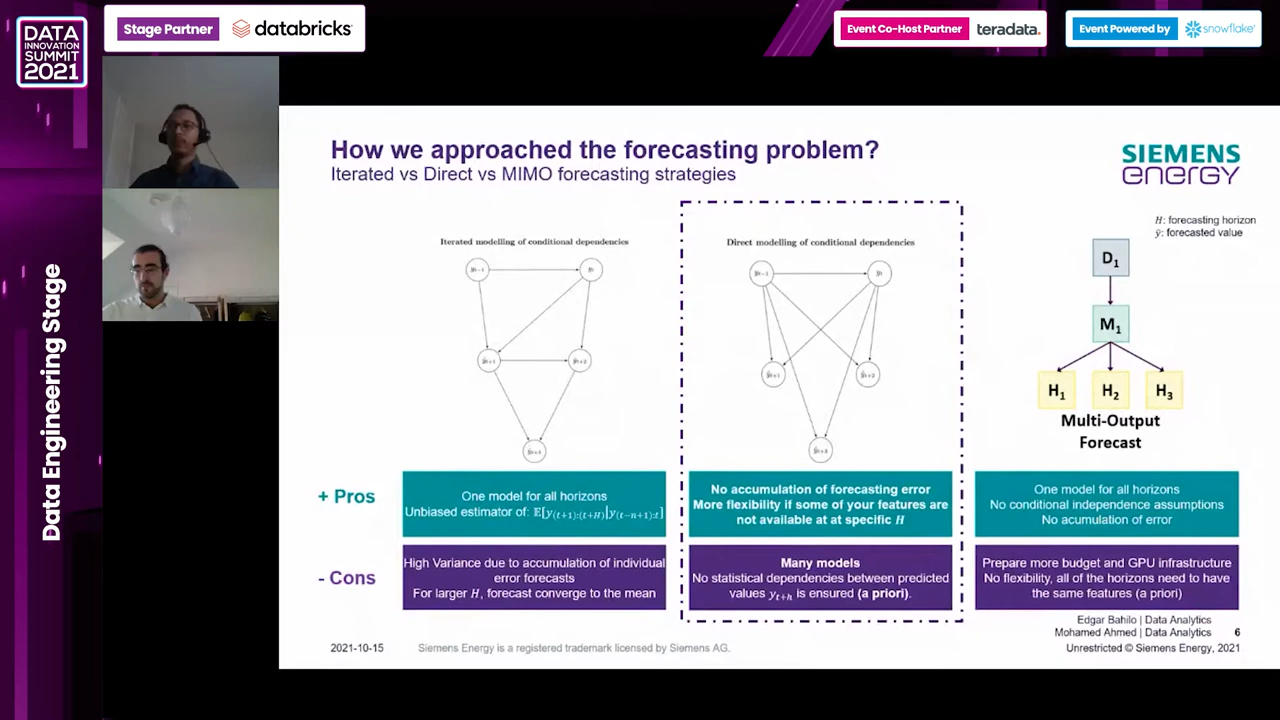 DATA
INNOVATION
SUMMIT
2021
Stage Partner
databricks
Event Co-Host Partner
teradata.
Event Powered by
snowflake
Data Engineering Stage
How we approached the forecasting problem?
Iterated vs Direct vs MIMO forecasting strategies
SIEMENS
energy
H: forecasting horizon
ŷ: forecasted value
Iterated modelling of conditional dependencies
Direct modelling of conditional dependencies
D₁
M₁
H₁ H₂ H₃
Multi-Output
Forecast
+ Pros
One model for all horizons
Unbiased estimator of: 𝔼[y₍ₜ₊₁₎:₍ₜ₊H₎|y₍ₜ₋ₙ₊₁₎:ₜ]
No accumulation of forecasting error
More flexibility if some of your features are
not available at at specific H
One model for all horizons
No conditional independence assumptions
No acumulation of error
- Cons
High Variance due to accumulation of individual
error forecasts
For larger H, forecast converge to the mean
Many models
No statistical dependencies between predicted
values yₜ₊ₕ is ensured (a priori).
Prepare more budget and GPU infrastructure
No flexibility, all of the horizons need to have
the same features (a priori)
Edgar Bahilo | Data Analytics
Mohamed Ahmed | Data Analytics 6
2021-10-15
Siemens Energy is a registered trademark licensed by Siemens AG.
Unrestricted © Siemens Energy, 2021